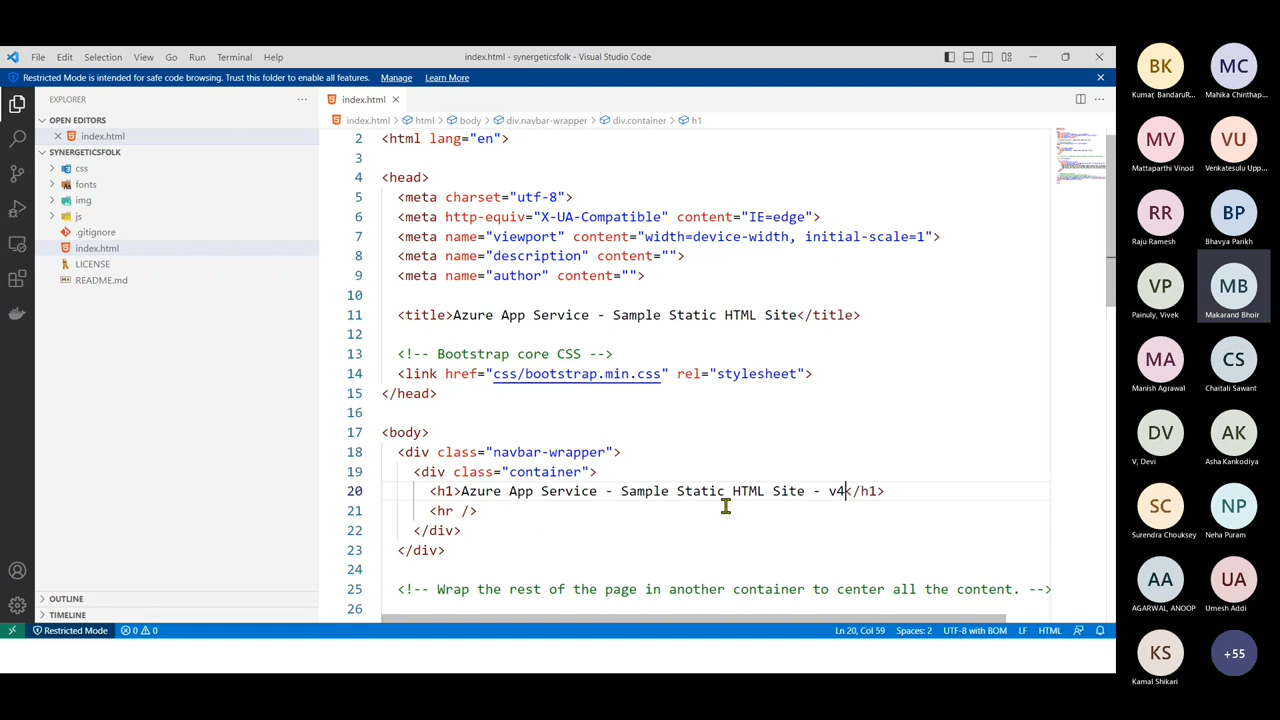 File Edit Selection View Go Run Terminal Help
index.html - synergeticsfolk - Visual Studio Code
Restricted Mode is intended for safe code browsing. Trust this folder to enable all features. Manage Learn More
EXPLORER
OPEN EDITORS
index.html
SYNERGETICSFOLK
css
fonts
img
js
.gitignore
index.html
LICENSE
README.md
OUTLINE
TIMELINE
index.html
index.html > html > body > div.navbar-wrapper > div.container > h1
2 <html lang="en">
3
4 <head>
5 <meta charset="utf-8">
6 <meta http-equiv="X-UA-Compatible" content="IE=edge">
7 <meta name="viewport" content="width=device-width, initial-scale=1">
8 <meta name="description" content="">
9 <meta name="author" content="">
10
11 <title>Azure App Service - Sample Static HTML Site</title>
12
13 <!-- Bootstrap core CSS -->
14 <link href="css/bootstrap.min.css" rel="stylesheet">
15 </head>
16
17 <body>
18 <div class="navbar-wrapper">
19 <div class="container">
20 <h1>Azure App Service - Sample Static HTML Site - v4</h1>
21 <hr />
22 </div>
23 </div>
24
25 <!-- Wrap the rest of the page in another container to center all the content. -->
26
Restricted Mode 0 0 Ln 20, Col 59 Spaces: 2 UTF-8 with BOM LF HTML
BK MC
Kumar, BandaruR... Mahika Chinthap...
MV VU
Mattaparthi Vinod Venkatesulu Upp...
RR BP
Raju Ramesh Bhavya Parikh
VP MB
Painuly, Vivek Makarand Bhoir
MA CS
Manish Agrawal Chaitali Sawant
DV AK
V, Devi Asha Kumari
SC NP
Surendra Chouksey Neha Puram
AA UA
AGARWAL, ANOOP Umesh Addi
KS +55
Kamal Shikari